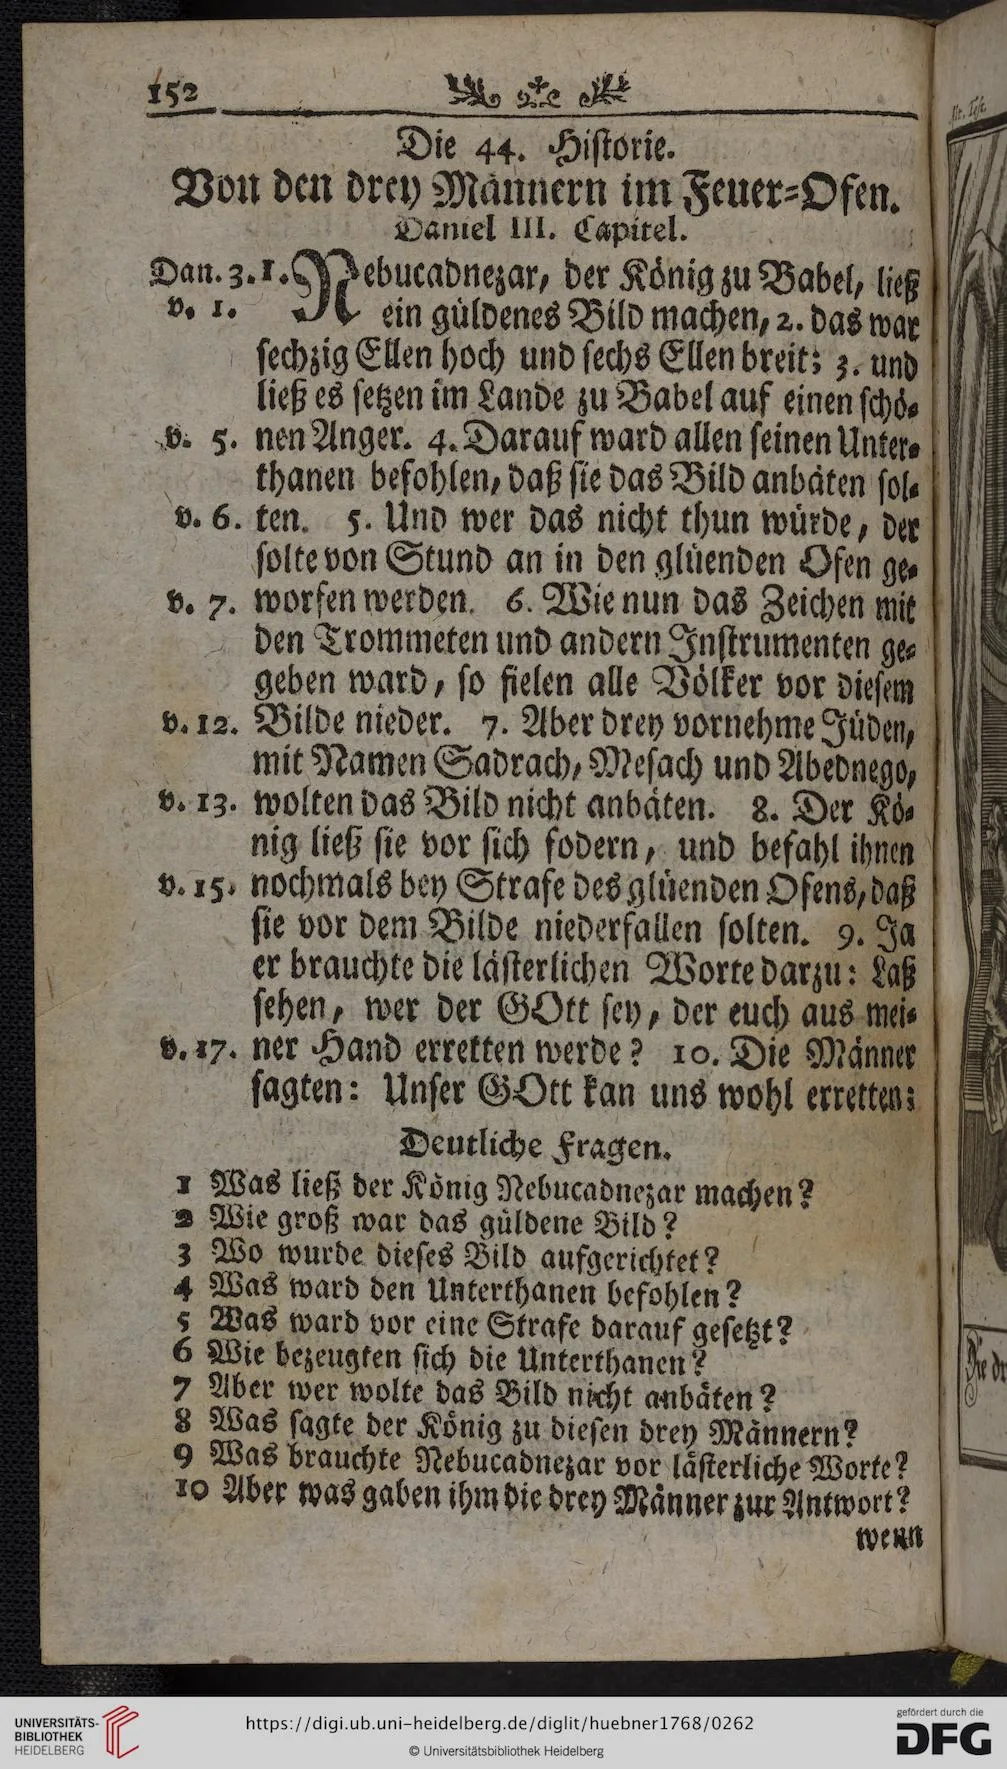 152
Die 44. Historie.
Von den drey Männern im Feuer=Ofen.
Daniel III. Capitel.
Dan. 3. 1. Nebucadnezar, der König zu Babel, ließ
v. 1. ein güldenes Bild machen, 2. das war
sechzig Ellen hoch und sechs Ellen breit; 3. und
ließ es setzen im Lande zu Babel auf einen schö=
v. 5. nen Anger. 4. Darauf ward allen seinen Unter=
thanen befohlen, daß sie das Bild anbäten sol=
v. 6. ten. 5. Und wer das nicht thun würde, der
solte von Stund an in den glüenden Ofen ge=
v. 7. worfen werden. 6. Wie nun das Zeichen mit
den Trommeten und andern Instrumenten ge=
geben ward, so fielen alle Völker vor diesem
v. 12. Bilde nieder. 7. Aber drey vornehme Jüden,
mit Namen Sadrach, Mesach und Abednego,
v. 13. wolten das Bild nicht anbäten. 8. Der Kö=
nig ließ sie vor sich fodern, und befahl ihnen
v. 15. nochmals bey Strafe des glüenden Ofens, daß
sie vor dem Bilde niederfallen solten. 9. Ja
er brauchte die lästerlichen Worte darzu: Laß
sehen, wer der GOtt sey, der euch aus mei=
v. 17. ner Hand erretten werde? 10. Die Männer
sagten: Unser GOtt kan uns wohl erretten;
Deutliche Fragen.
1 Was ließ der König Nebucadnezar machen?
2 Wie groß war das güldene Bild?
3 Wo wurde dieses Bild aufgerichtet?
4 Was ward den Unterthanen befohlen?
5 Was ward vor eine Strafe darauf gesetzt?
6 Wie bezeugten sich die Unterthanen?
7 Aber wer wolte das Bild nicht anbäten?
8 Was sagte der König zu diesen drey Männern?
9 Was brauchte Nebucadnezar vor lästerliche Worte?
10 Aber was gaben ihm die drey Männer zur Antwort?
wenn
UNIVERSITÄTS-
BIBLIOTHEK
HEIDELBERG
https://digi.ub.uni-heidelberg.de/diglit/huebner1768/0262
© Universitätsbibliothek Heidelberg
gefördert durch die
DFG